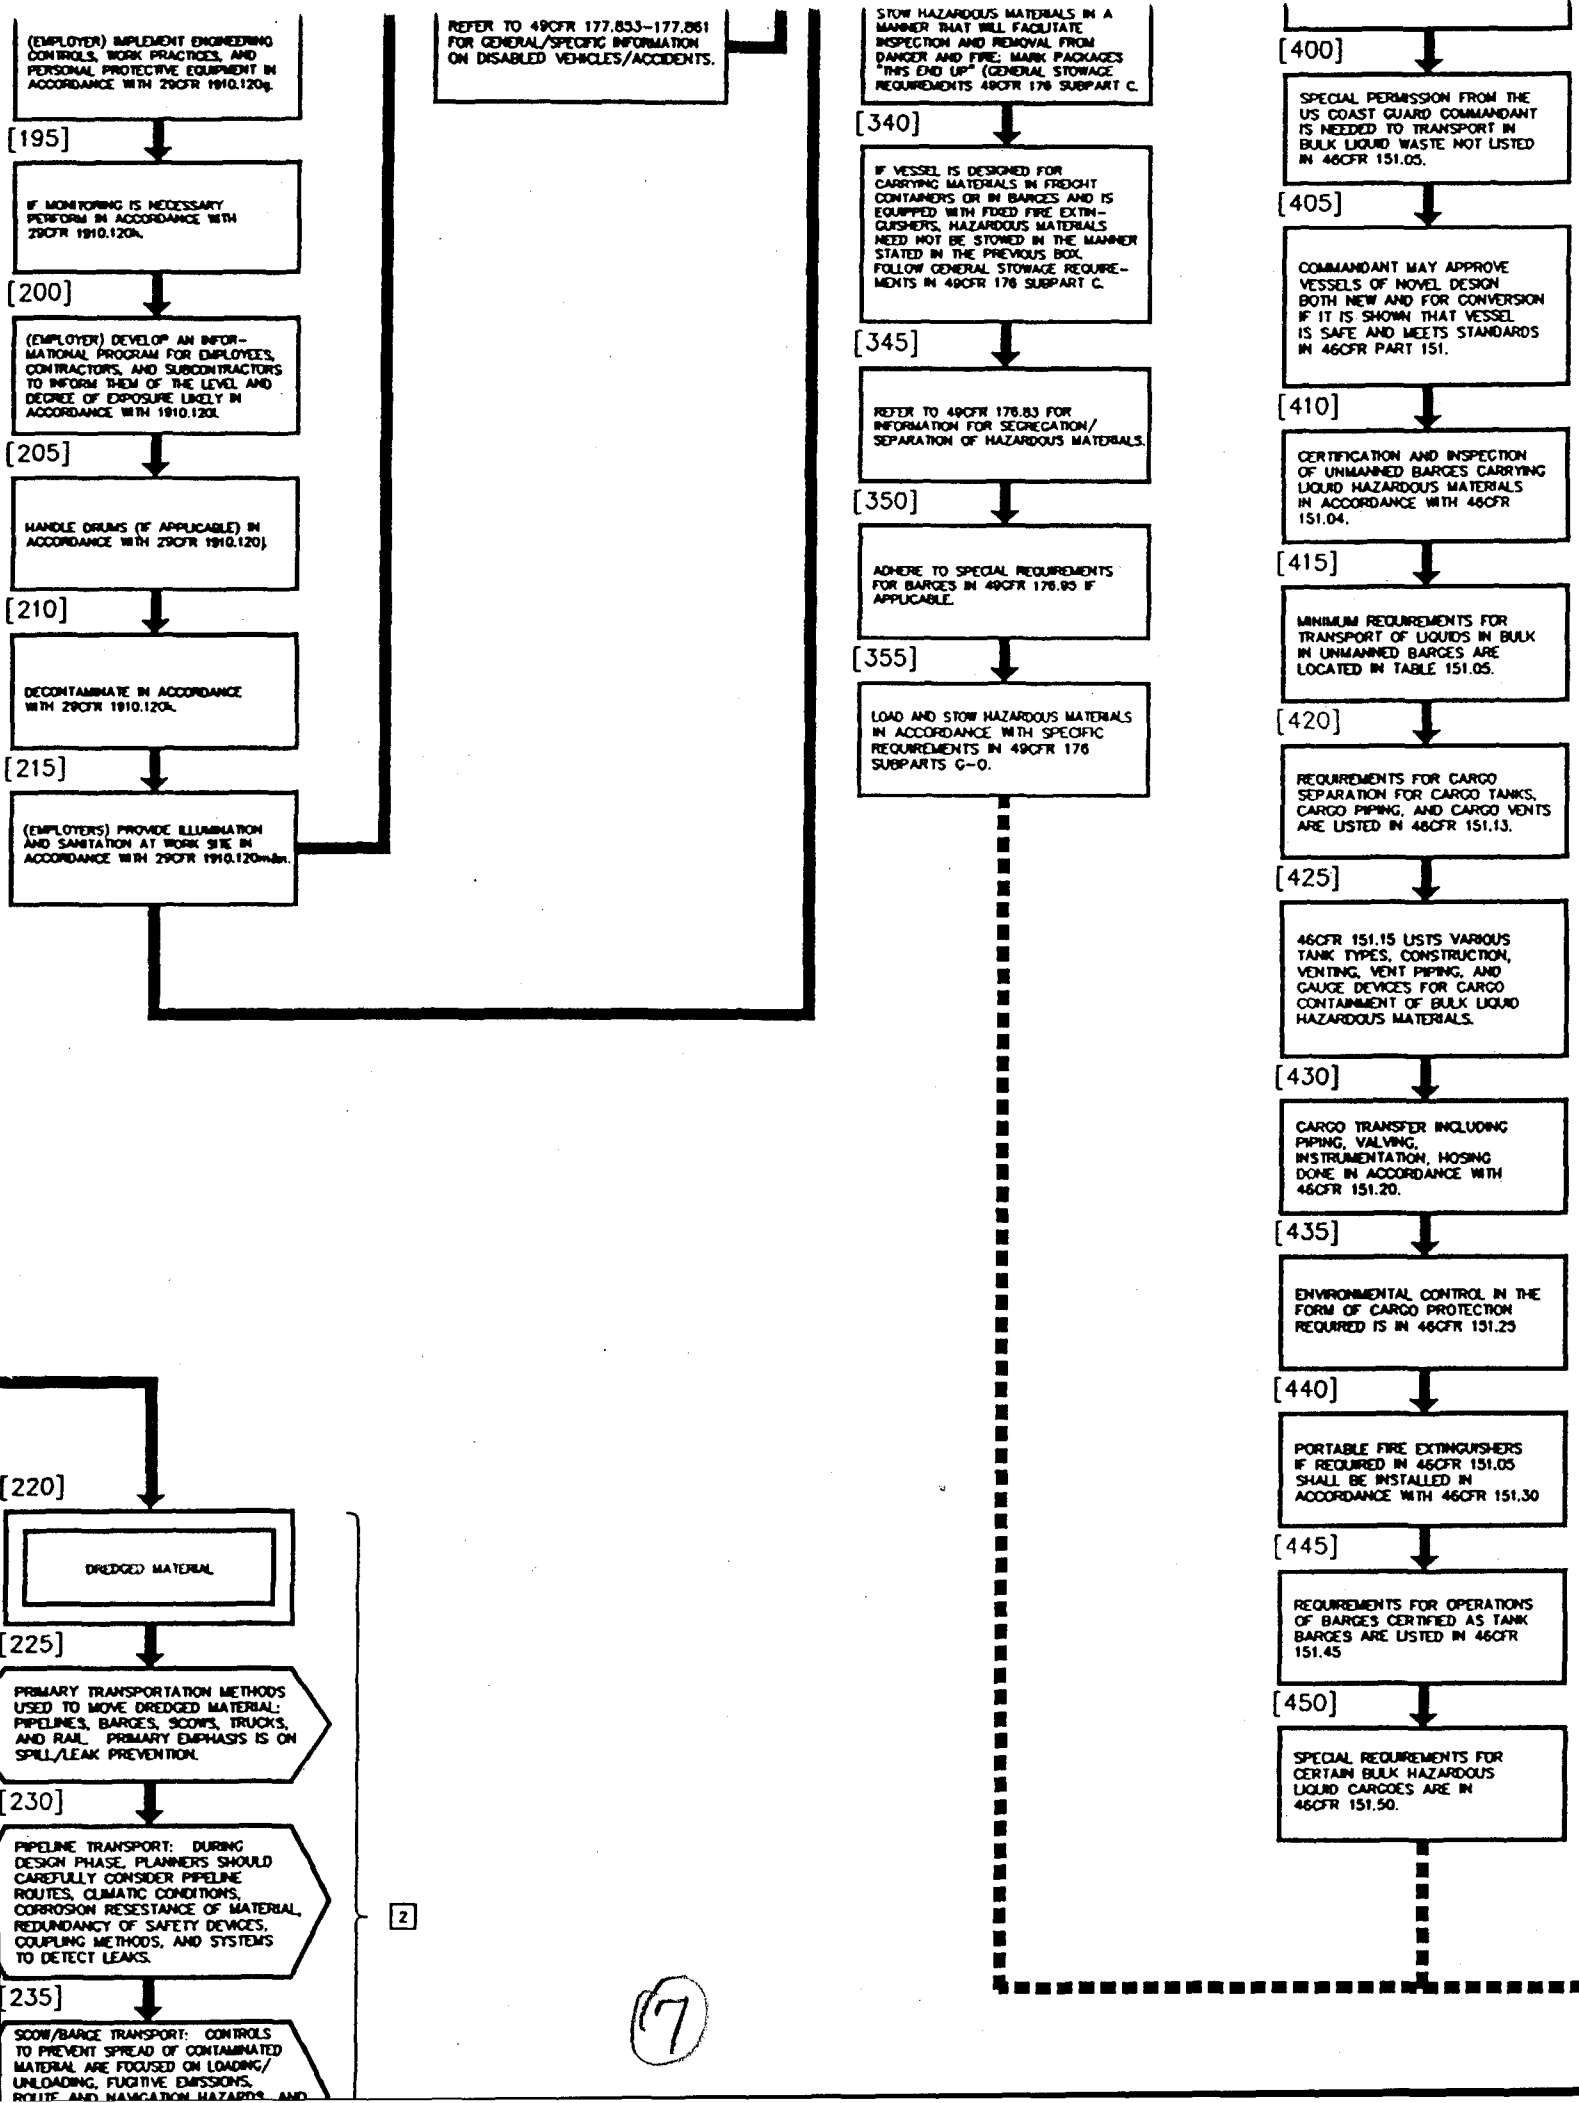 (EMPLOYER) IMPLEMENT ENGINEERING
CONTROLS, WORK PRACTICES, AND
PERSONAL PROTECTIVE EQUIPMENT IN
ACCORDANCE WITH 29CFR 1910.120g.
[195]
IF MONITORING IS NECESSARY
PERFORM IN ACCORDANCE WITH
29CFR 1910.120h.
[200]
(EMPLOYER) DEVELOP AN INFOR-
MATIONAL PROGRAM FOR EMPLOYEES,
CONTRACTORS, AND SUBCONTRACTORS
TO INFORM THEM OF THE LEVEL AND
DEGREE OF EXPOSURE LIKELY IN
ACCORDANCE WITH 1910.120i.
[205]
HANDLE DRUMS (IF APPLICABLE) IN
ACCORDANCE WITH 29CFR 1910.120j.
[210]
DECONTAMINATE IN ACCORDANCE
WITH 29CFR 1910.120k.
[215]
(EMPLOYERS) PROVIDE ILLUMINATION
AND SANITATION AT WORK SITE IN
ACCORDANCE WITH 29CFR 1910.120m&n.
[220]
DREDGED MATERIAL
[225]
PRIMARY TRANSPORTATION METHODS
USED TO MOVE DREDGED MATERIAL:
PIPELINES, BARGES, SCOWS, TRUCKS,
AND RAIL. PRIMARY EMPHASIS IS ON
SPILL/LEAK PREVENTION.
[230]
PIPELINE TRANSPORT: DURING
DESIGN PHASE, PLANNERS SHOULD
CAREFULLY CONSIDER PIPELINE
ROUTES, CLIMATIC CONDITIONS,
CORROSION RESESTANCE OF MATERIAL,
REDUNDANCY OF SAFETY DEVICES,
COUPLING METHODS, AND SYSTEMS
TO DETECT LEAKS.
[235]
SCOW/BARGE TRANSPORT: CONTROLS
TO PREVENT SPREAD OF CONTAMINATED
MATERIAL ARE FOCUSED ON LOADING/
UNLOADING, FUGITIVE EMISSIONS,
ROUTE AND NAVIGATION HAZARDS, AND
2
REFER TO 49CFR 177.853-177.861
FOR GENERAL/SPECIFIC INFORMATION
ON DISABLED VEHICLES/ACCIDENTS.
7
STOW HAZARDOUS MATERIALS IN A
MANNER THAT WILL FACILITATE
INSPECTION AND REMOVAL FROM
DANGER AND FIRE; MARK PACKAGES
"THIS END UP" (GENERAL STOWAGE
REQUIREMENTS 49CFR 176 SUBPART C.
[340]
IF VESSEL IS DESIGNED FOR
CARRYING MATERIALS IN FREIGHT
CONTAINERS OR IN BARGES AND IS
EQUIPPED WITH FIXED FIRE EXTIN-
GUISHERS, HAZARDOUS MATERIALS
NEED NOT BE STOWED IN THE MANNER
STATED IN THE PREVIOUS BOX.
FOLLOW GENERAL STOWAGE REQUIRE-
MENTS IN 49CFR 176 SUBPART C.
[345]
REFER TO 49CFR 176.83 FOR
INFORMATION FOR SEGREGATION/
SEPARATION OF HAZARDOUS MATERIALS.
[350]
ADHERE TO SPECIAL REQUIREMENTS
FOR BARGES IN 49CFR 176.95 IF
APPLICABLE.
[355]
LOAD AND STOW HAZARDOUS MATERIALS
IN ACCORDANCE WITH SPECIFIC
REQUIREMENTS IN 49CFR 176
SUBPARTS G-O.
[400]
SPECIAL PERMISSION FROM THE
US COAST GUARD COMMANDANT
IS NEEDED TO TRANSPORT IN
BULK LIQUID WASTE NOT LISTED
IN 46CFR 151.05.
[405]
COMMANDANT MAY APPROVE
VESSELS OF NOVEL DESIGN
BOTH NEW AND FOR CONVERSION
IF IT IS SHOWN THAT VESSEL
IS SAFE AND MEETS STANDARDS
IN 46CFR PART 151.
[410]
CERTIFICATION AND INSPECTION
OF UNMANNED BARGES CARRYING
LIQUID HAZARDOUS MATERIALS
IN ACCORDANCE WITH 46CFR
151.04.
[415]
MINIMUM REQUIREMENTS FOR
TRANSPORT OF LIQUIDS IN BULK
IN UNMANNED BARGES ARE
LOCATED IN TABLE 151.05.
[420]
REQUIREMENTS FOR CARGO
SEPARATION FOR CARGO TANKS,
CARGO PIPING, AND CARGO VENTS
ARE LISTED IN 46CFR 151.13.
[425]
46CFR 151.15 LISTS VARIOUS
TANK TYPES, CONSTRUCTION,
VENTING, VENT PIPING, AND
GAUGE DEVICES FOR CARGO
CONTAINMENT OF BULK LIQUID
HAZARDOUS MATERIALS.
[430]
CARGO TRANSFER INCLUDING
PIPING, VALVING,
INSTRUMENTATION, HOSING
DONE IN ACCORDANCE WITH
46CFR 151.20.
[435]
ENVIRONMENTAL CONTROL IN THE
FORM OF CARGO PROTECTION
REQUIRED IS IN 46CFR 151.25
[440]
PORTABLE FIRE EXTINGUISHERS
IF REQUIRED IN 46CFR 151.05
SHALL BE INSTALLED IN
ACCORDANCE WITH 46CFR 151.30
[445]
REQUIREMENTS FOR OPERATIONS
OF BARGES CERTIFIED AS TANK
BARGES ARE LISTED IN 46CFR
151.45
[450]
SPECIAL REQUIREMENTS FOR
CERTAIN BULK HAZARDOUS
LIQUID CARGOES ARE IN
46CFR 151.50.